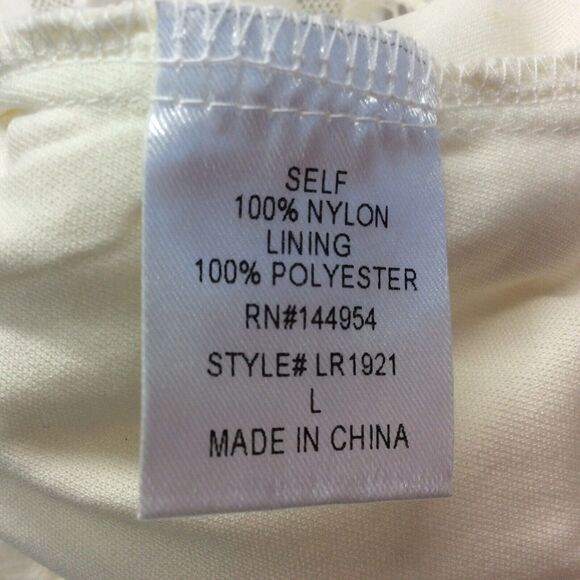 SELF
100% NYLON
LINING
100% POLYESTER
RN#144954
STYLE# LR1921
L
MADE IN CHINA